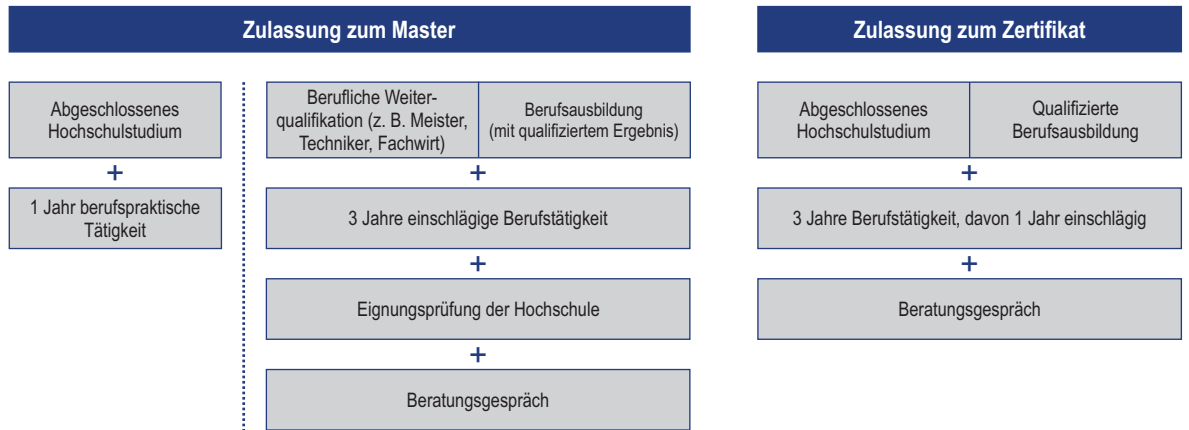 Zulassung zum Master
Abgeschlossenes
Hochschulstudium
+
1 Jahr berufspraktische
Tätigkeit
Berufliche Weiter-
qualifikation (z. B. Meister,
Techniker, Fachwirt)
Berufsausbildung
(mit qualifiziertem Ergebnis)
+
3 Jahre einschlägige Berufstätigkeit
+
Eignungsprüfung der Hochschule
+
Beratungsgespräch
Zulassung zum Zertifikat
Abgeschlossenes
Hochschulstudium
Qualifizierte
Berufsausbildung
+
3 Jahre Berufstätigkeit, davon 1 Jahr einschlägig
+
Beratungsgespräch